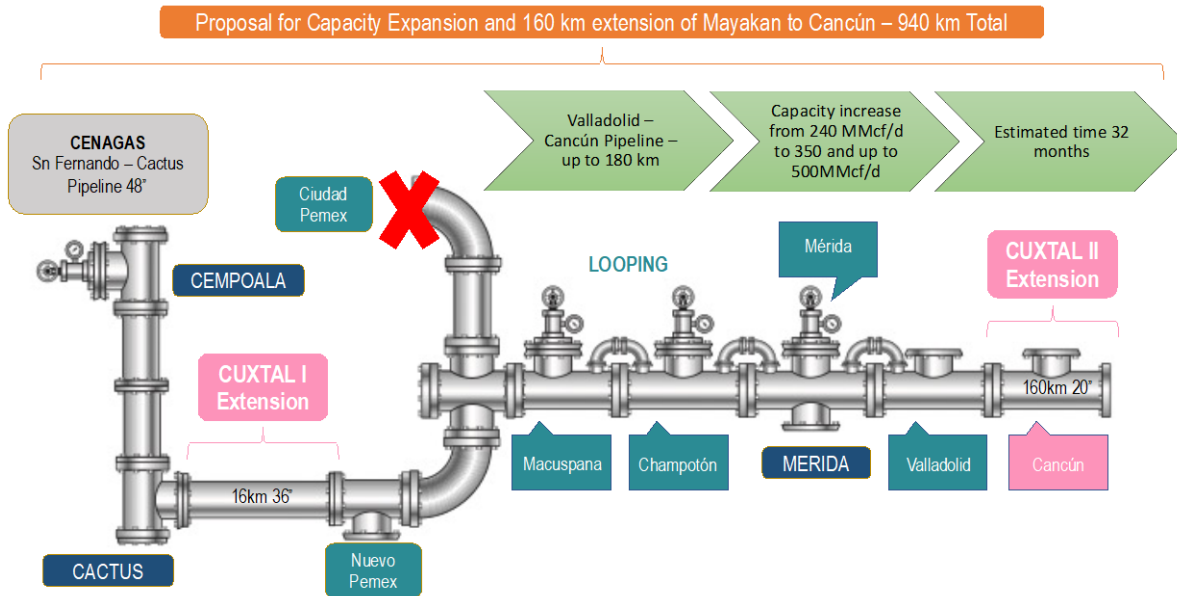 Proposal for Capacity Expansion and 160 km extension of Mayakan to Cancún – 940 km Total
CENAGAS
Sn Fernando – Cactus
Pipeline 48”
Valladolid –
Cancún Pipeline –
up to 180 km
Capacity increase
from 240 MMcf/d
to 350 and up to
500MMcf/d
Estimated time 32
months
Ciudad
Pemex
CEMPOALA
LOOPING
Mérida
CUXTAL II
Extension
CUXTAL I
Extension
160km 20”
Macuspana
Champotón
MERIDA
Valladolid
Cancún
16km 36”
CACTUS
Nuevo
Pemex